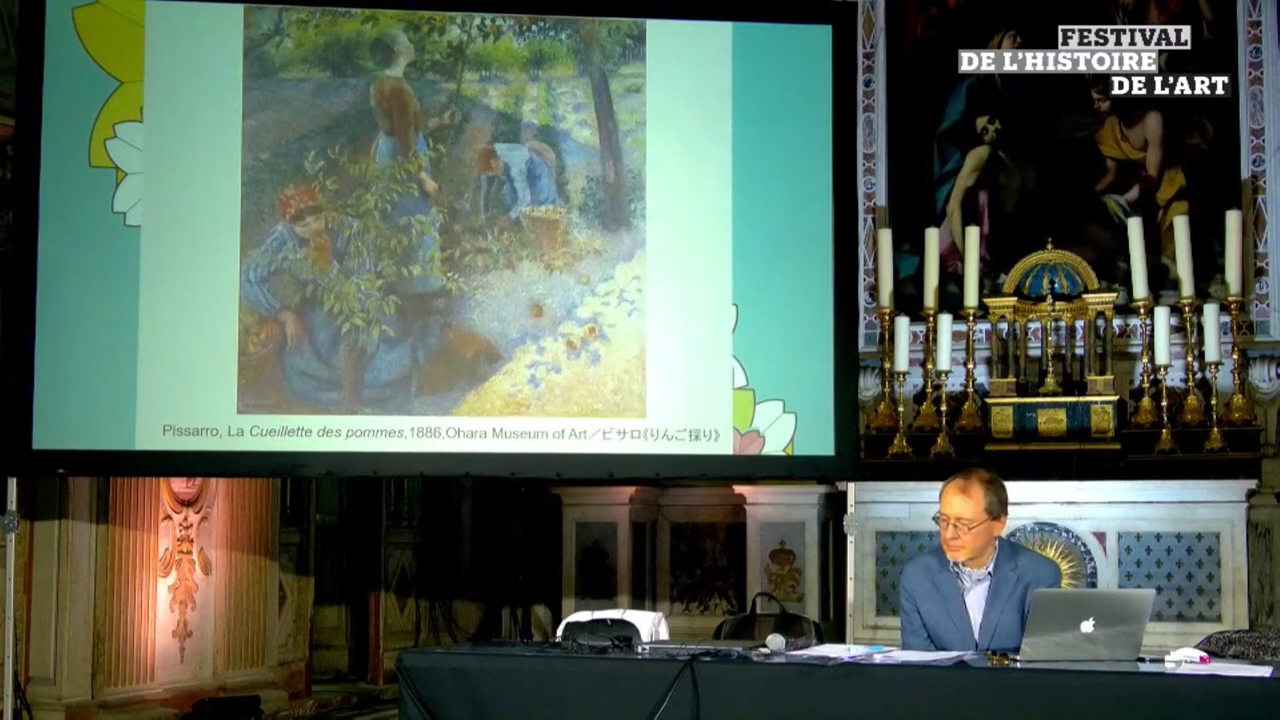 FESTIVAL
DE L'HISTOIRE
DE L'ART
Pissarro, La Cueillette des pommes,1886,Ohara Museum of Art／ピサロ《りんご採り》